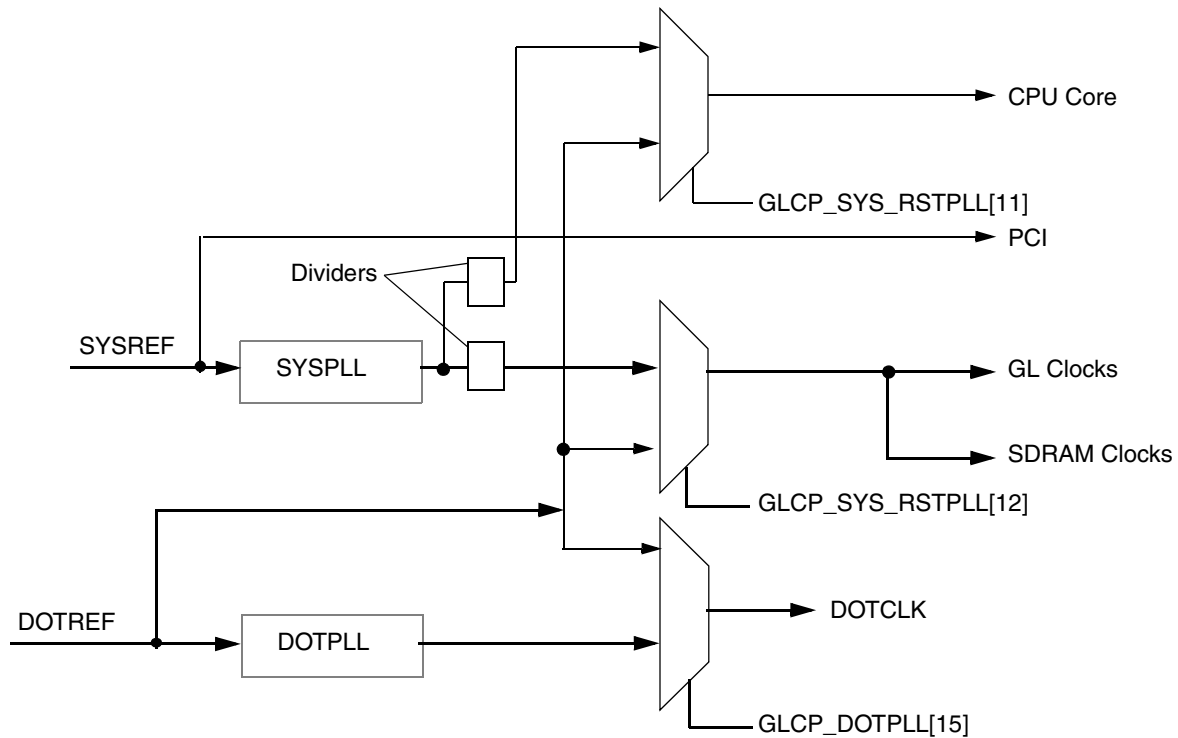 CPU Core
GLCP_SYS_RSTPLL[11]
PCI
Dividers
SYSREF
SYSPLL
GL Clocks
SDRAM Clocks
GLCP_SYS_RSTPLL[12]
DOTREF
DOTPLL
DOTCLK
GLCP_DOTPLL[15]